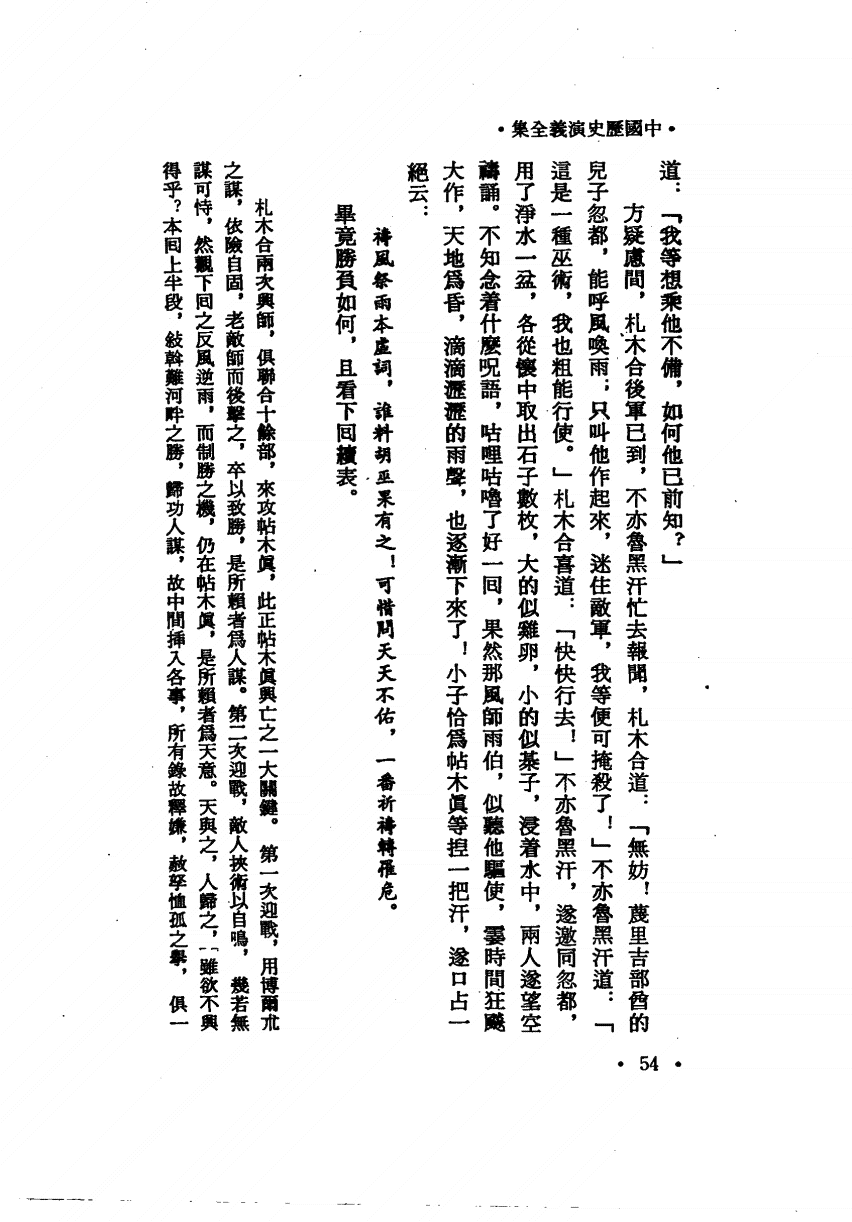 •中國歷史演義全集•
道：「我等想乘他不備，如何他已前知？」
方疑慮間，札木合後軍已到，不亦魯黑汗忙去報聞，札木合道：「無妨！蔑里吉部酋的
兒子忽都，能呼風喚雨；只叫他作起來，迷住敵軍，我等便可掩殺了！」不亦魯黑汗道：「
這是一種巫術，我也粗能行使。」札木合喜道：「快快行去！」不亦魯黑汗，遂邀同忽都，
用了淨水一盆，各從懷中取出石子數枚，大的似雞卵，小的似棊子，浸着水中，兩人遂望空
禱誦。不知念着什麼呪語，咕哩咕嚕了好一回，果然那風師雨伯，似聽他驅使，霎時間狂飈
大作，天地爲昏，滴滴瀝瀝的雨聲，也逐漸下來了！小子恰爲帖木眞等揑一把汗，遂口占一
絕云：
禱風祭雨本虛詞，誰料胡巫果有之！可惜問天天不佑，一番祈禱轉罹危。
畢竟勝負如何，且看下回續表。
札木合兩次興師，俱聯合十餘部，來攻帖木眞，此正帖木眞興亡之一大關鍵。第一次迎戰，用博爾朮
之謀，依險自固，老敵師而後擊之，卒以致勝，是所賴者爲人謀。第二次迎戰，敵人挾術以自鳴，幾若無
謀可恃，然觀下回之反風逆雨，而制勝之機，仍在帖木眞，是所賴者爲天意。天與之，人歸之，「雖欲不興
得乎？本回上半段，敍斡難河畔之勝，歸功人謀，故中間揷入各事，所有錄故釋嫌，赦孥恤孤之擧，俱一
• 54 •